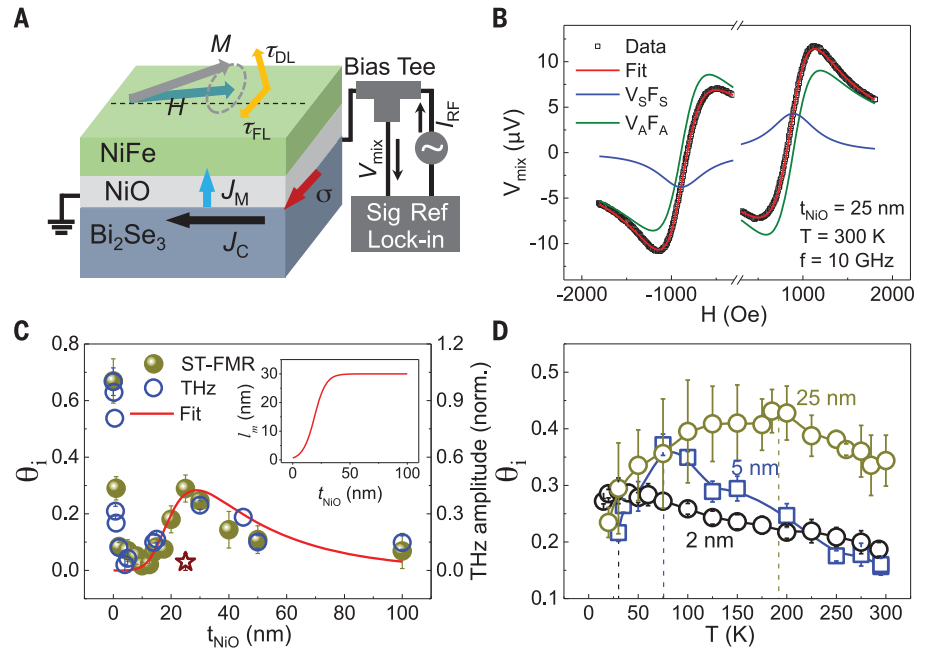 A
M
τDL
H
τFL
NiFe
NiO
JM
σ
Bi2Se3
JC
Bias Tee
IRF
Vmix
~
Sig Ref
Lock-in
B
Vmix (μV)
10
5
0
-5
-10
Data
Fit
VSFS
VAFA
tNiO = 25 nm
T = 300 K
f = 10 GHz
-2000
-1000
0
1000
2000
H (Oe)
C
θi
0.8
0.6
0.4
0.2
0.0
ST-FMR
THz
Fit
lm (nm)
30
20
10
0
0
50
100
tNiO (nm)
1.2
0.9
0.6
0.3
0.0
THz amplitude (norm.)
0
20
40
60
80
100
tNiO (nm)
D
θi
0.5
0.4
0.3
0.2
0.1
25 nm
5 nm
2 nm
0
50
100
150
200
250
300
T (K)